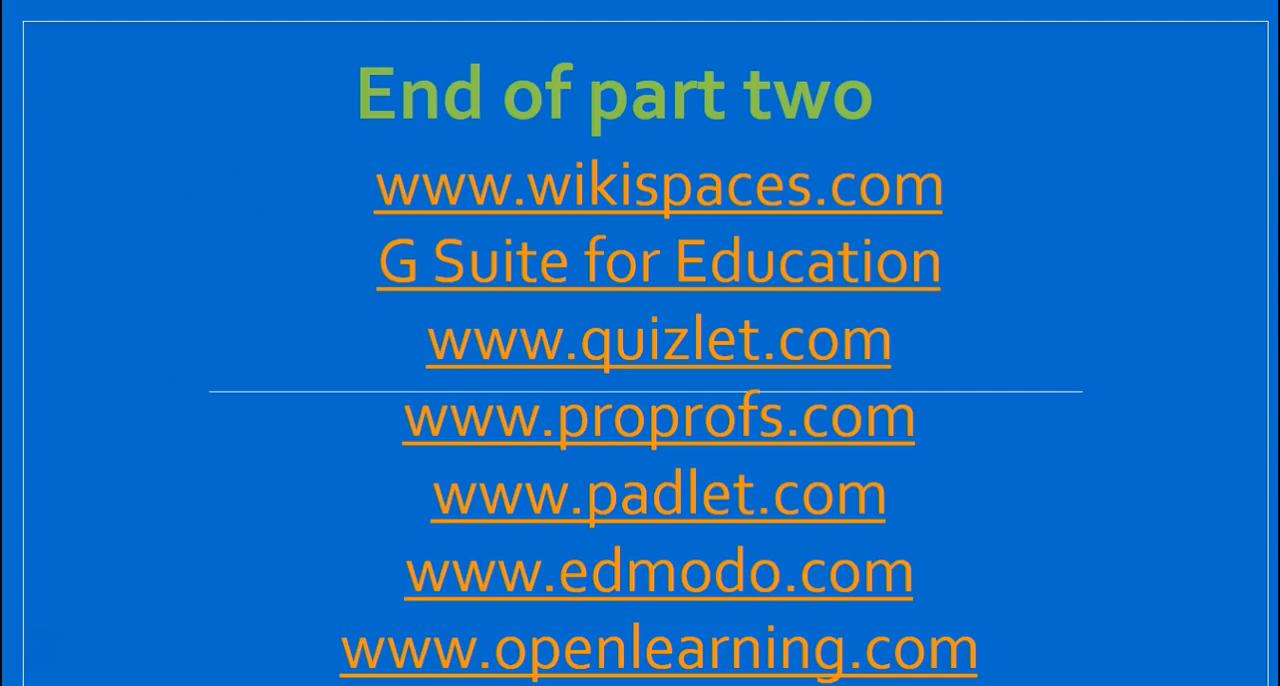 End of part two
www.wikispaces.com
G Suite for Education
www.quizlet.com
www.proprofs.com
www.padlet.com
www.edmodo.com
www.openlearning.com